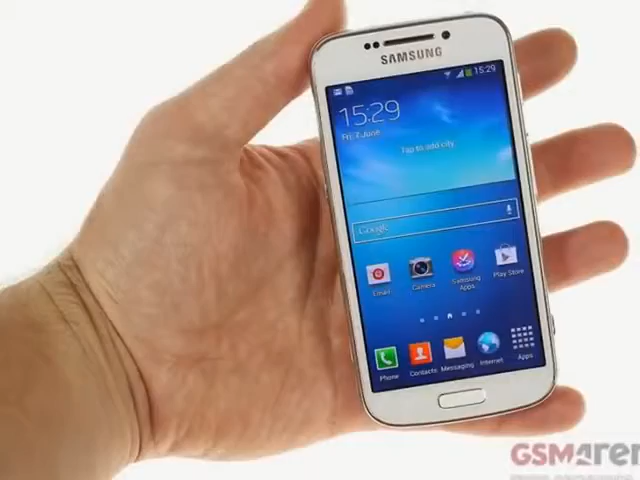 SAMSUNG
15:29
15:29
Fri, 7 June
Tap to add city
Google
Email
Camera
Samsung Apps
Play Store
Phone
Contacts
Messaging
Internet
Apps
GSMAren